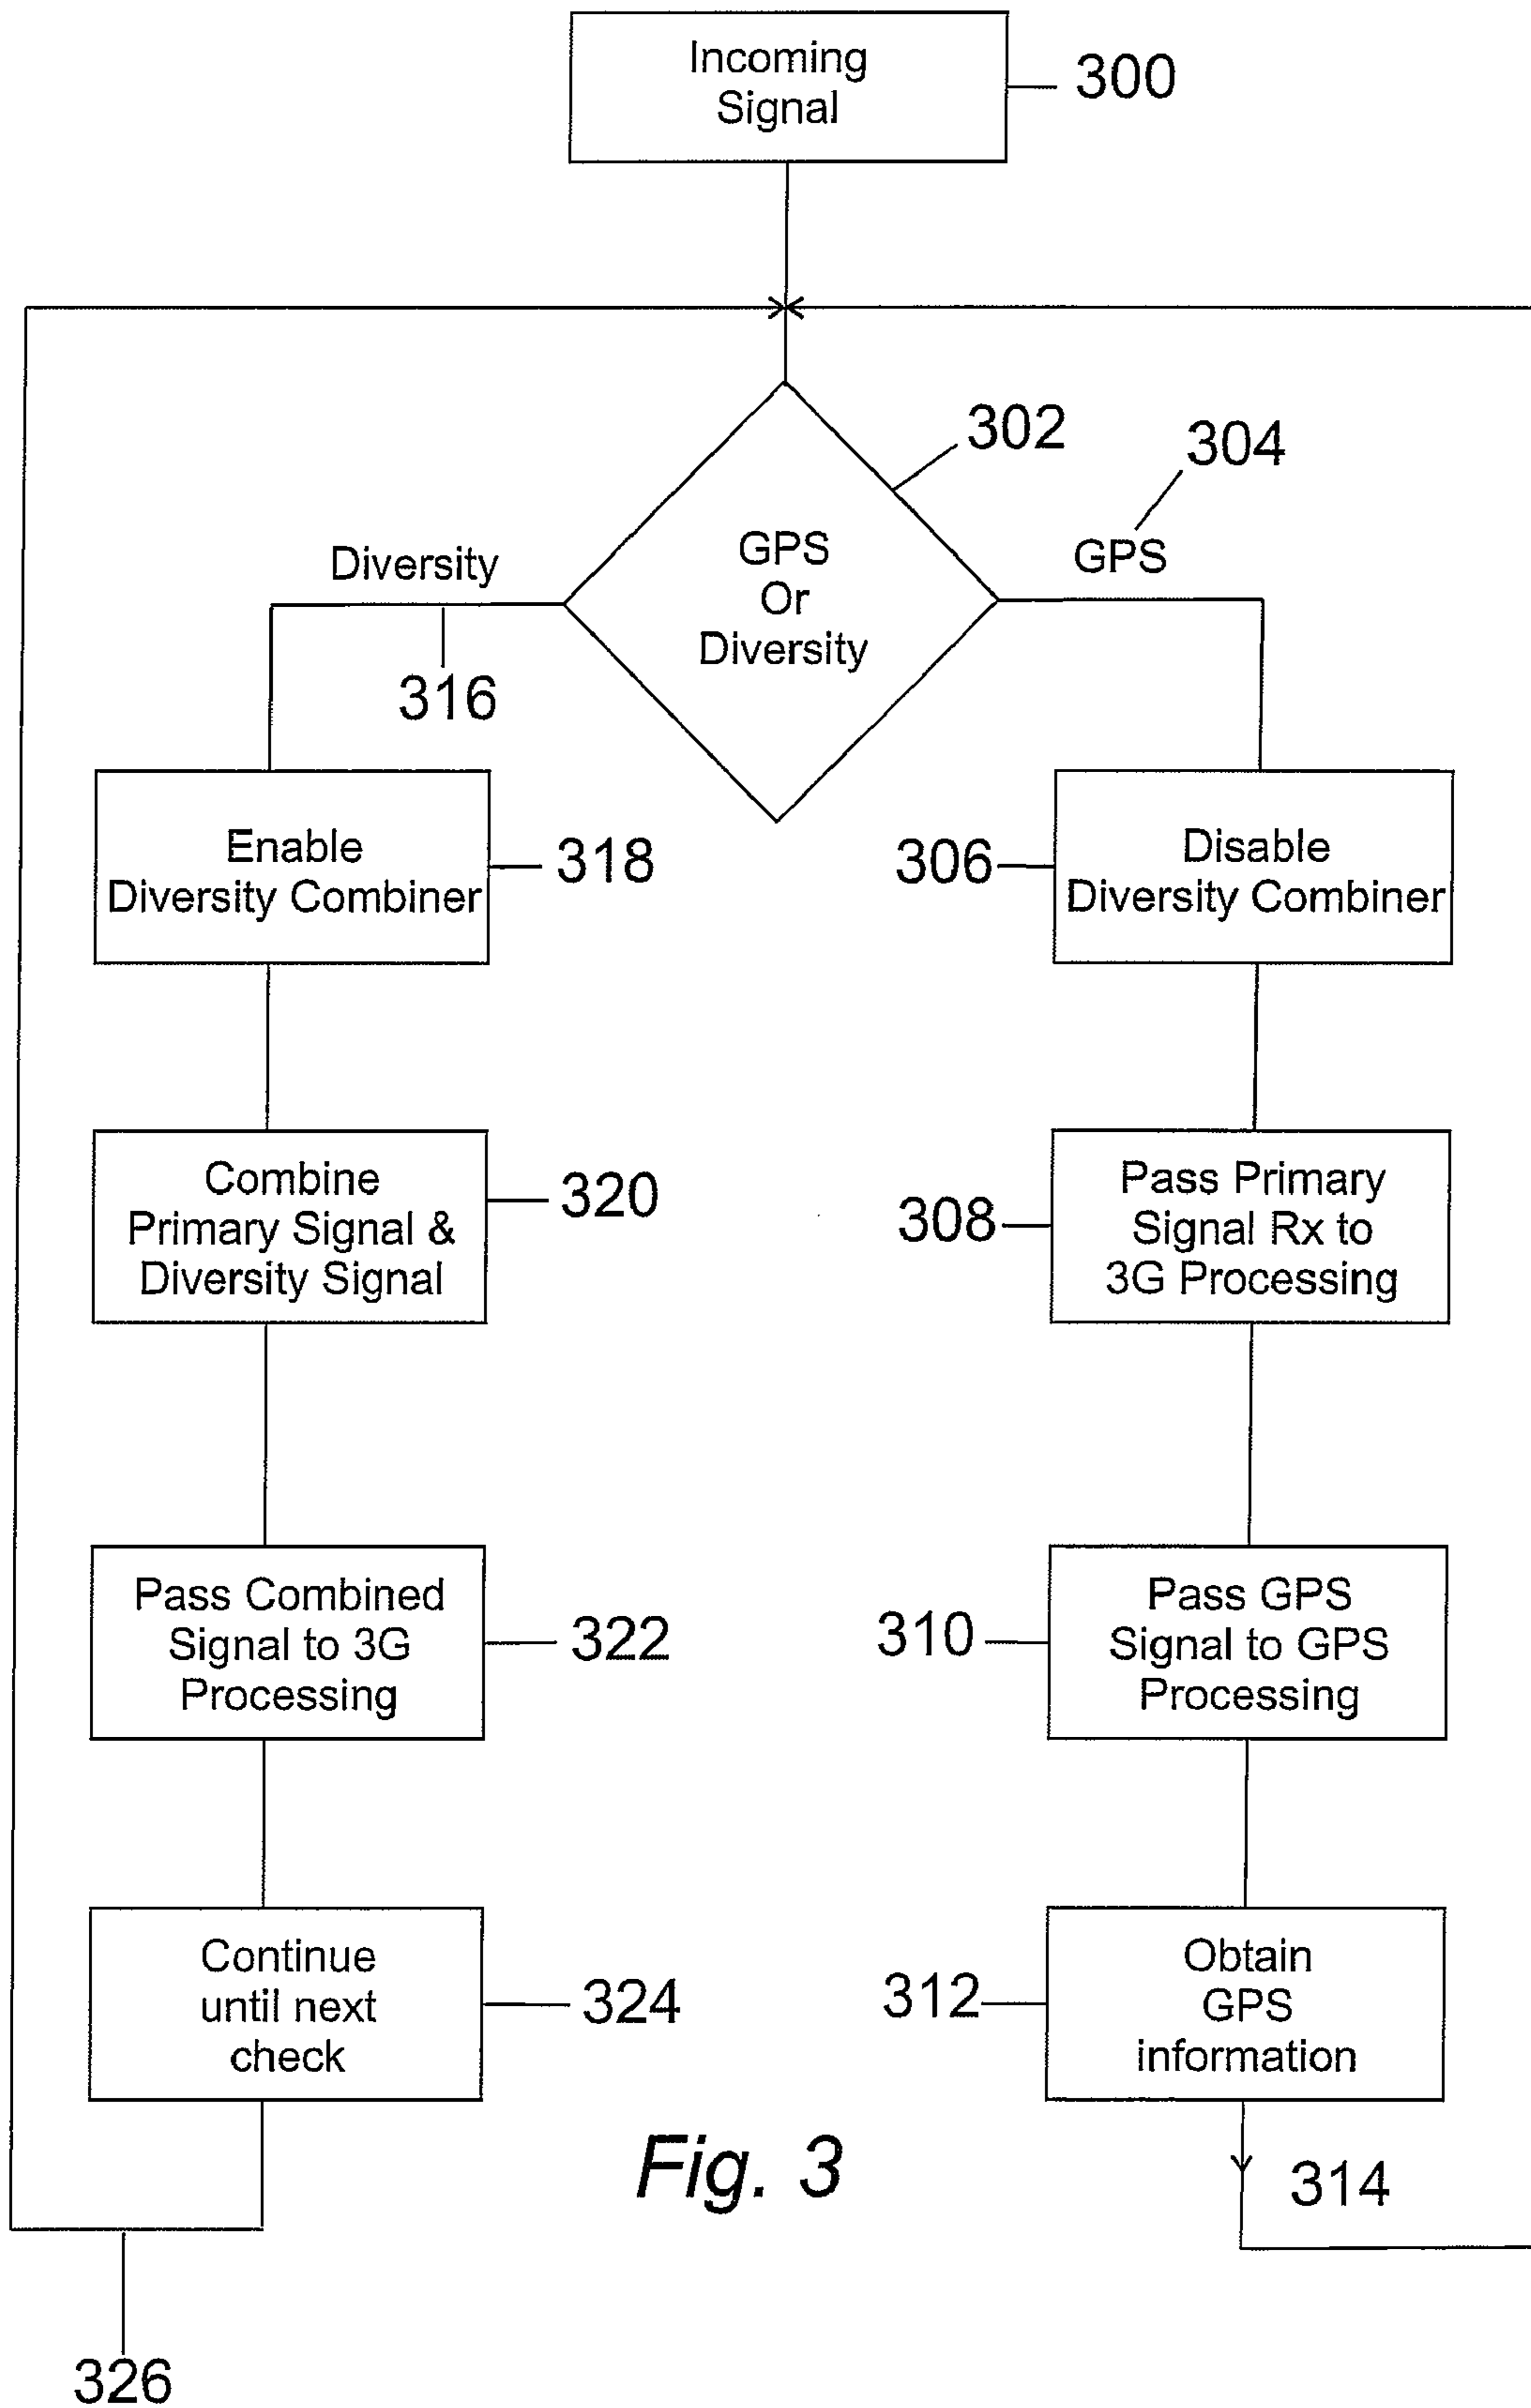 Incoming
Signal
300
302
304
GPS
Or
Diversity
Diversity
GPS
316
Enable
Diversity Combiner
318
306
Disable
Diversity Combiner
Combine
Primary Signal &
Diversity Signal
320
308
Pass Primary
Signal Rx to
3G Processing
Pass Combined
Signal to 3G
Processing
322
310
Pass GPS
Signal to GPS
Processing
Continue
until next
check
324
312
Obtain
GPS
information
Fig. 3
314
326